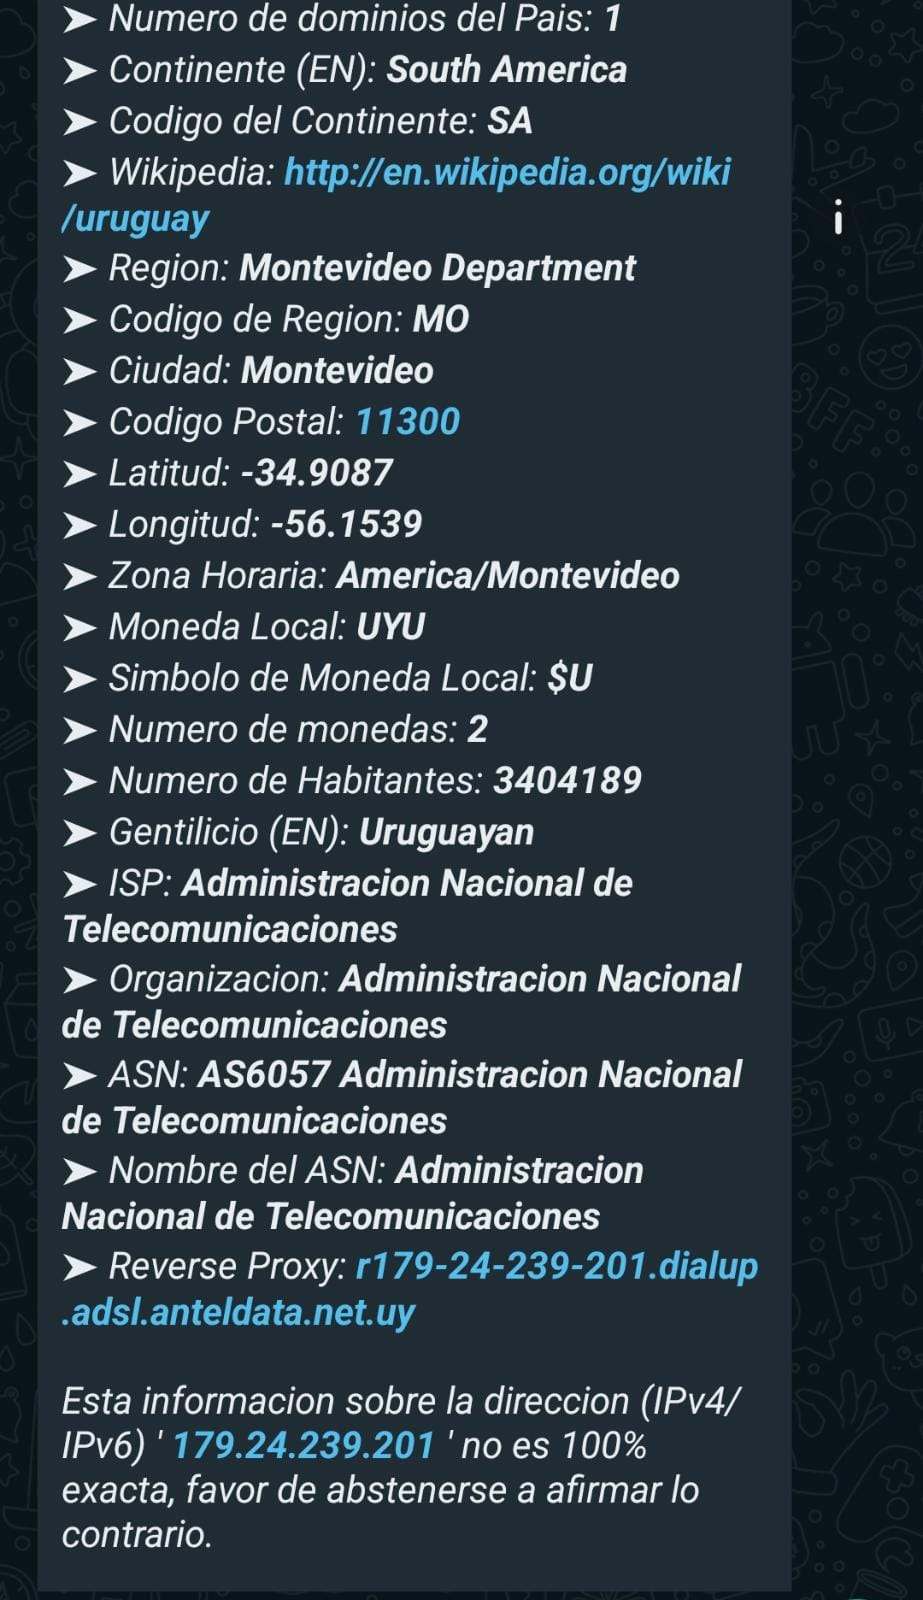 ➤ Numero de dominios del Pais: 1
➤ Continente (EN): South America
➤ Codigo del Continente: SA
➤ Wikipedia: http://en.wikipedia.org/wiki
/uruguay
➤ Region: Montevideo Department
➤ Codigo de Region: MO
➤ Ciudad: Montevideo
➤ Codigo Postal: 11300
➤ Latitud: -34.9087
➤ Longitud: -56.1539
➤ Zona Horaria: America/Montevideo
➤ Moneda Local: UYU
➤ Simbolo de Moneda Local: $U
➤ Numero de monedas: 2
➤ Numero de Habitantes: 3404189
➤ Gentilicio (EN): Uruguayan
➤ ISP: Administracion Nacional de
Telecomunicaciones
➤ Organizacion: Administracion Nacional
de Telecomunicaciones
➤ ASN: AS6057 Administracion Nacional
de Telecomunicaciones
➤ Nombre del ASN: Administracion
Nacional de Telecomunicaciones
➤ Reverse Proxy: r179-24-239-201.dialup
.adsl.anteldata.net.uy
Esta informacion sobre la direccion (IPv4/
IPv6) ' 179.24.239.201 ' no es 100%
exacta, favor de abstenerse a afirmar lo
contrario.